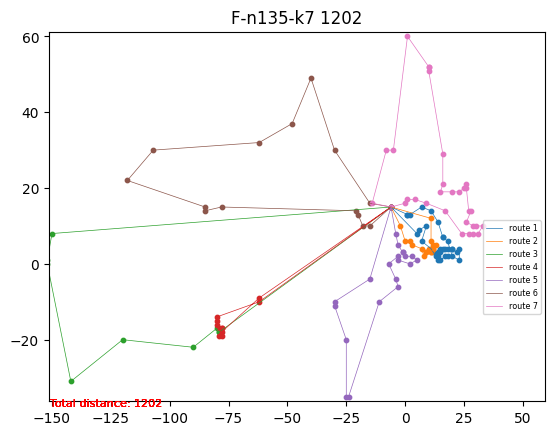 F-n135-k7 1202
60
40
20
0
−20
−150
−125
−100
−75
−50
−25
0
25
50
route 1
route 2
route 3
route 4
route 5
route 6
route 7
Total distance: 1202